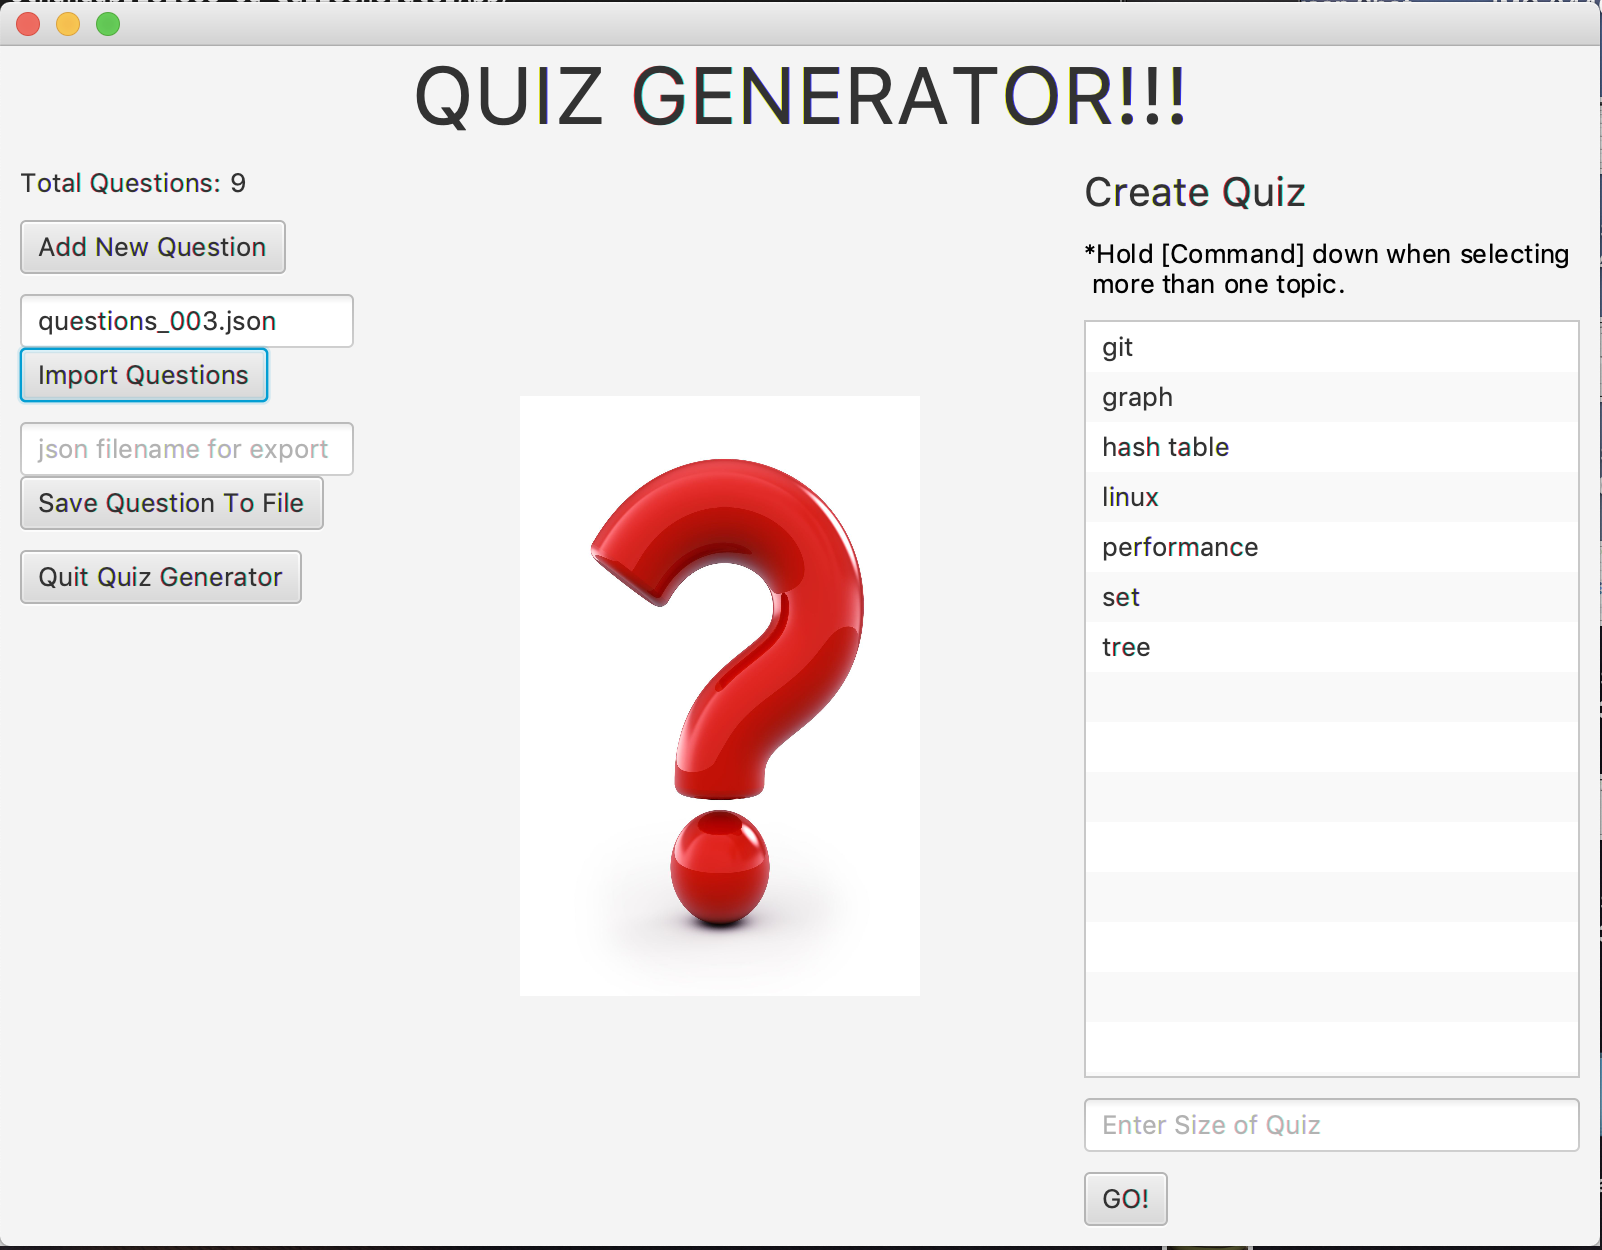 QUIZ GENERATOR!!!
Total Questions: 9
Add New Question
questions_003.json
Import Questions
json filename for export
Save Question To File
Quit Quiz Generator
Create Quiz
*Hold [Command] down when selecting
more than one topic.
git
graph
hash table
linux
performance
set
tree
Enter Size of Quiz
GO!